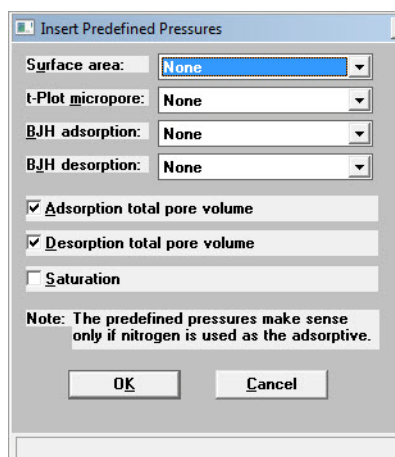 Insert Predefined Pressures
Surface area: None
t-Plot micropore: None
BJH adsorption: None
BJH desorption: None
Adsorption total pore volume
Desorption total pore volume
Saturation
Note: The predefined pressures make sense
only if nitrogen is used as the adsorptive.
OK Cancel